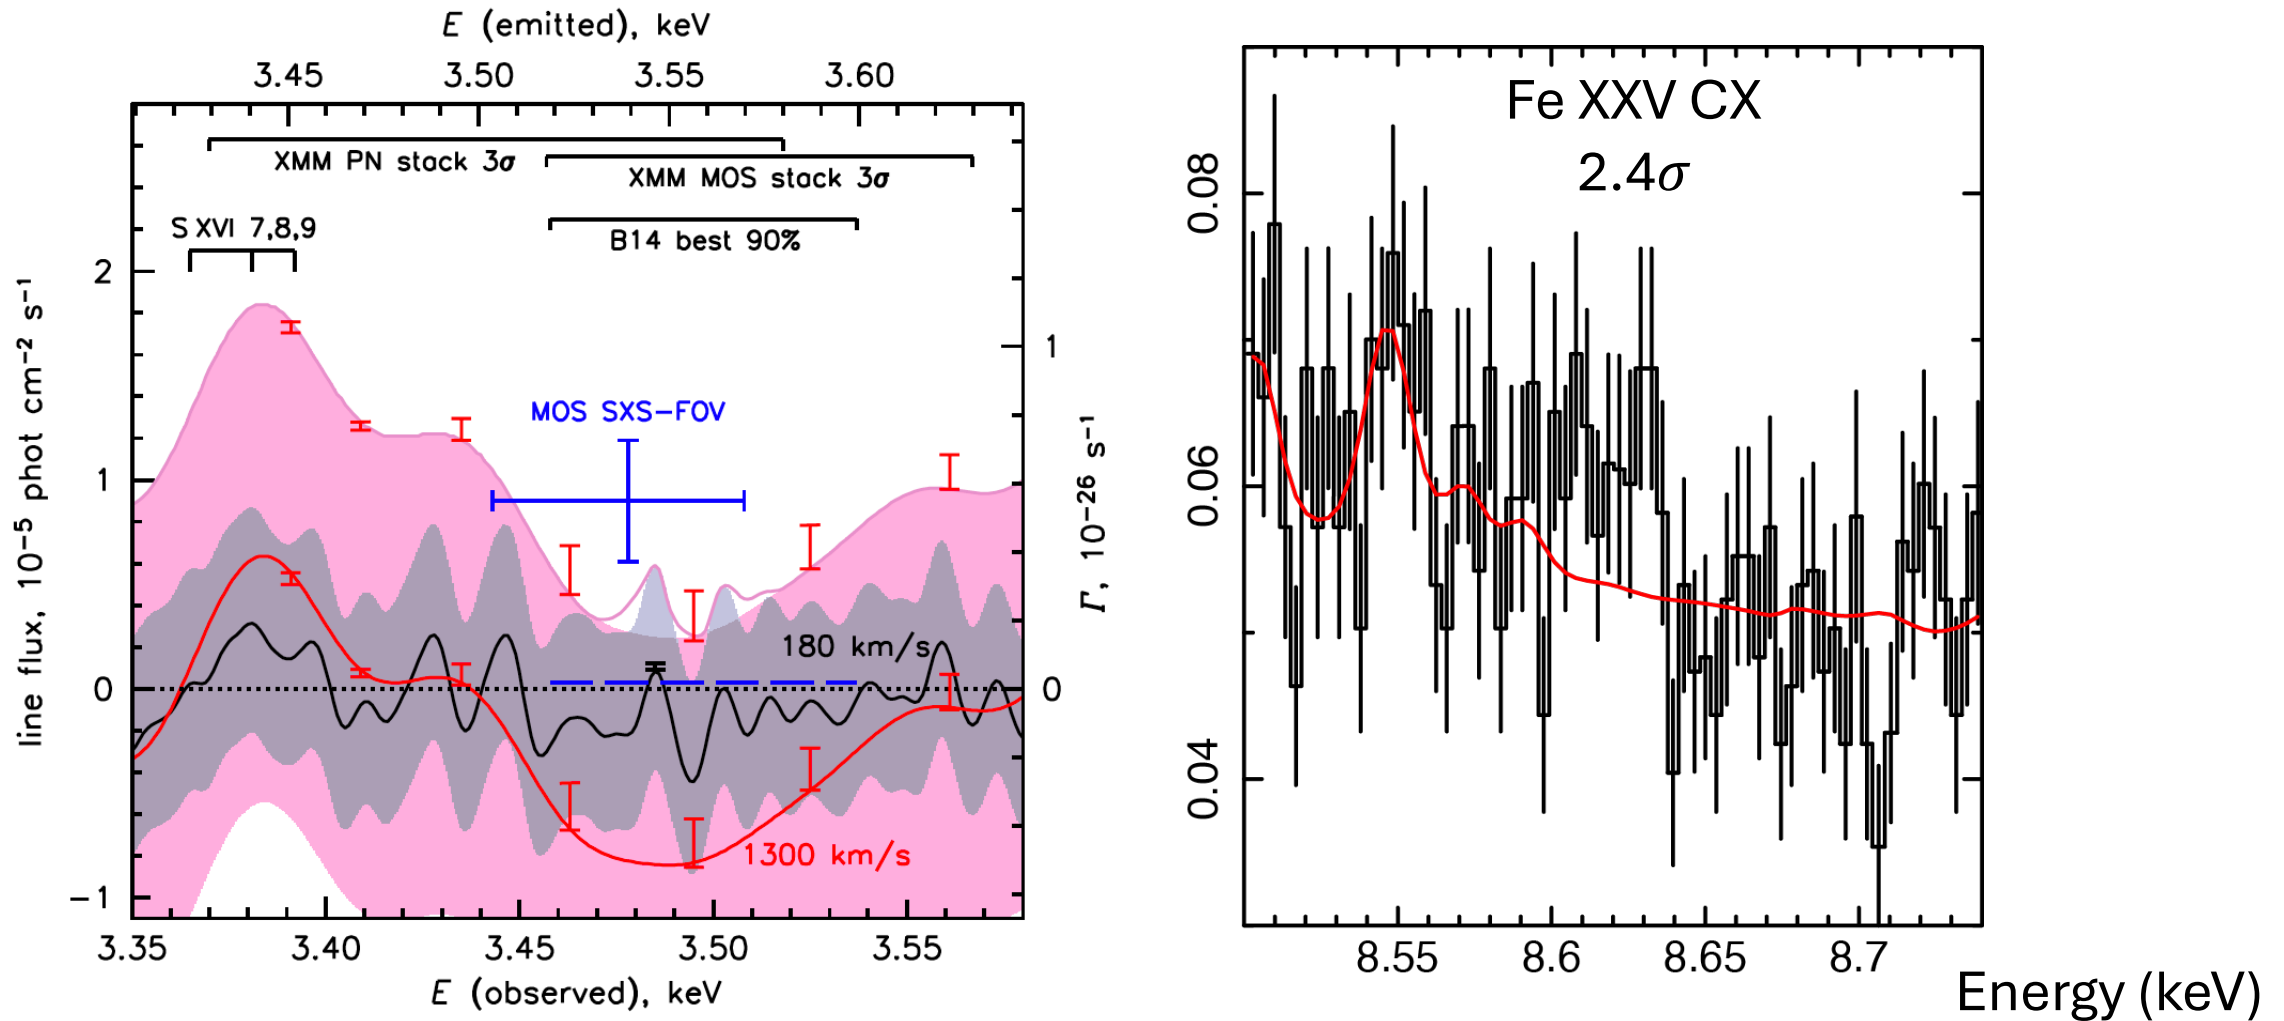 E (emitted), keV
3.45 3.50 3.55 3.60
XMM PN stack 3σ
XMM MOS stack 3σ
S XVI 7,8,9
B14 best 90%
MOS SXS-FOV
180 km/s
1300 km/s
line flux, 10⁻⁵ phot cm⁻² s⁻¹
2
1
0
-1
1
0
Γ, 10⁻²⁶ s⁻¹
3.35 3.40 3.45 3.50 3.55
E (observed), keV
Fe XXV CX
2.4σ
0.08
0.06
0.04
8.55 8.6 8.65 8.7
Energy (keV)